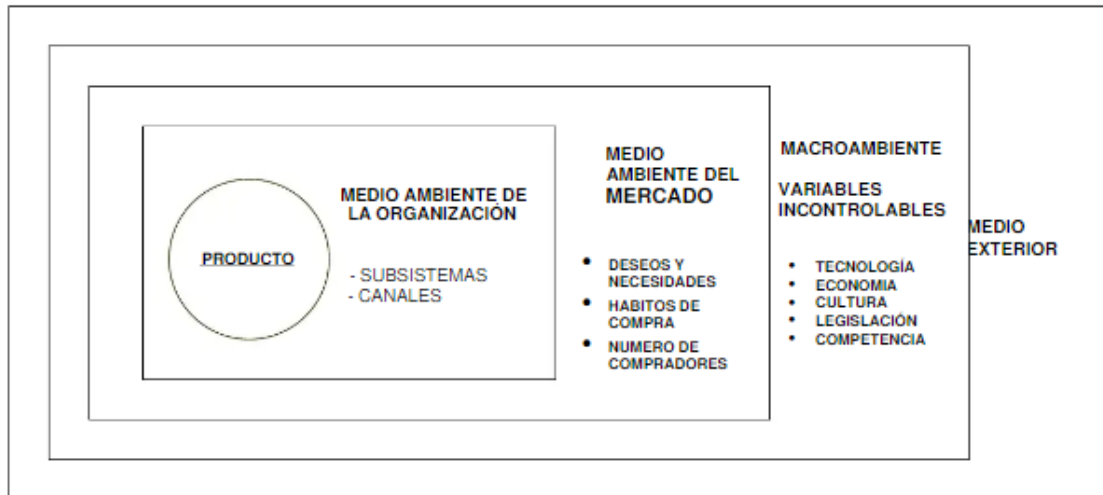 PRODUCTO
MEDIO AMBIENTE DE
LA ORGANIZACIÓN
- SUBSISTEMAS
- CANALES
MEDIO
AMBIENTE DEL
MERCADO
• DESEOS Y
NECESIDADES
• HABITOS DE
COMPRA
• NUMERO DE
COMPRADORES
MACROAMBIENTE
VARIABLES
INCONTROLABLES
• TECNOLOGÍA
• ECONOMIA
• CULTURA
• LEGISLACIÓN
• COMPETENCIA
MEDIO
EXTERIOR